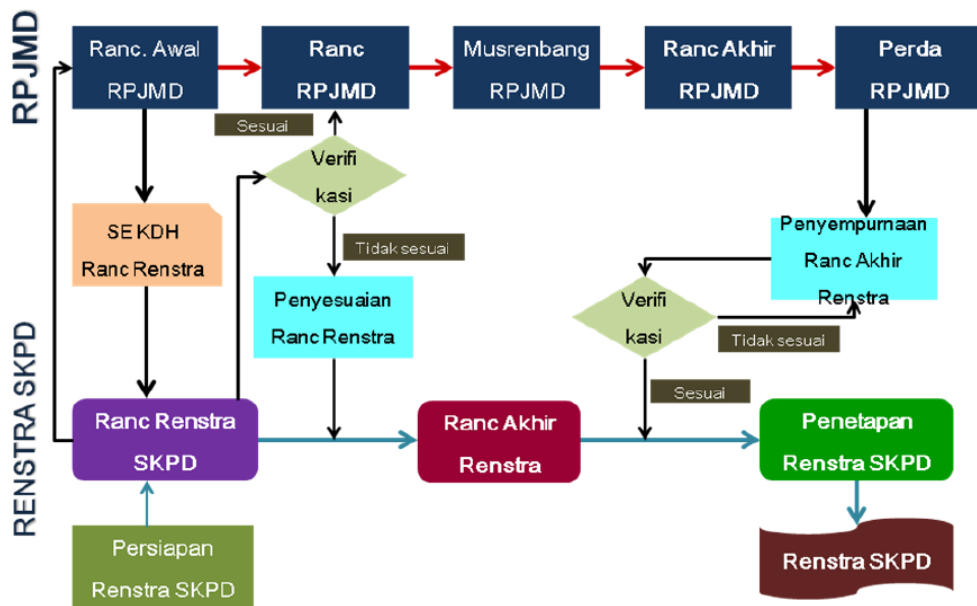 RPJMD
Ranc. Awal
RPJMD
Ranc
RPJMD
Musrenbang
RPJMD
Ranc Akhir
RPJMD
Perda
RPJMD
Sesuai
Verifi
kasi
SE KDH
Ranc Renstra
Tidak sesuai
Penyesuaian
Ranc Renstra
Penyempurnaan
Ranc Akhir
Renstra
Verifi
kasi
Tidak sesuai
Sesuai
RENSTRA SKPD
Ranc Renstra
SKPD
Ranc Akhir
Renstra
Penetapan
Renstra SKPD
Persiapan
Renstra SKPD
Renstra SKPD